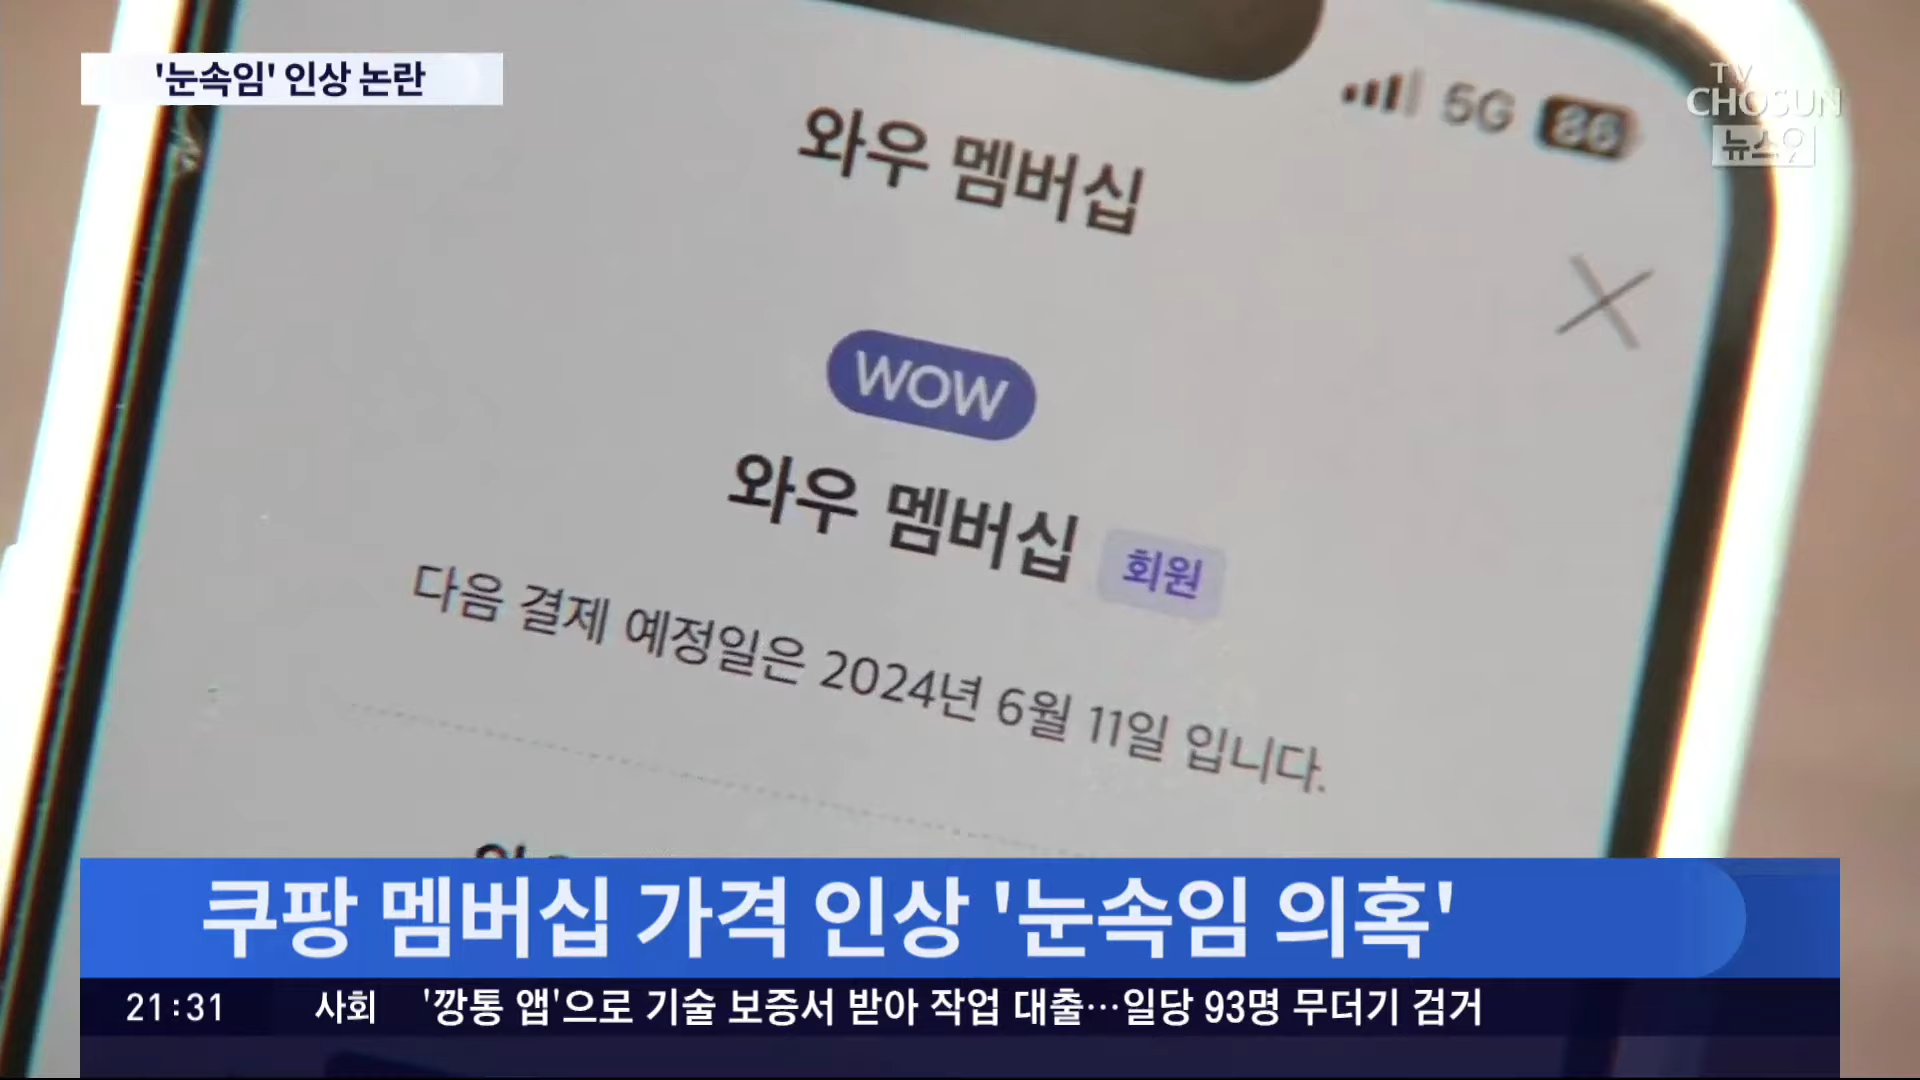 '눈속임' 인상 논란
TV
CHOSUN
뉴스9
5G 86
와우 멤버십
WOW
와우 멤버십 회원
다음 결제 예정일은 2024년 6월 11일 입니다.
쿠팡 멤버십 가격 인상 '눈속임 의혹'
21:31 사회 '깡통 앱'으로 기술 보증서 받아 작업 대출…일당 93명 무더기 검거